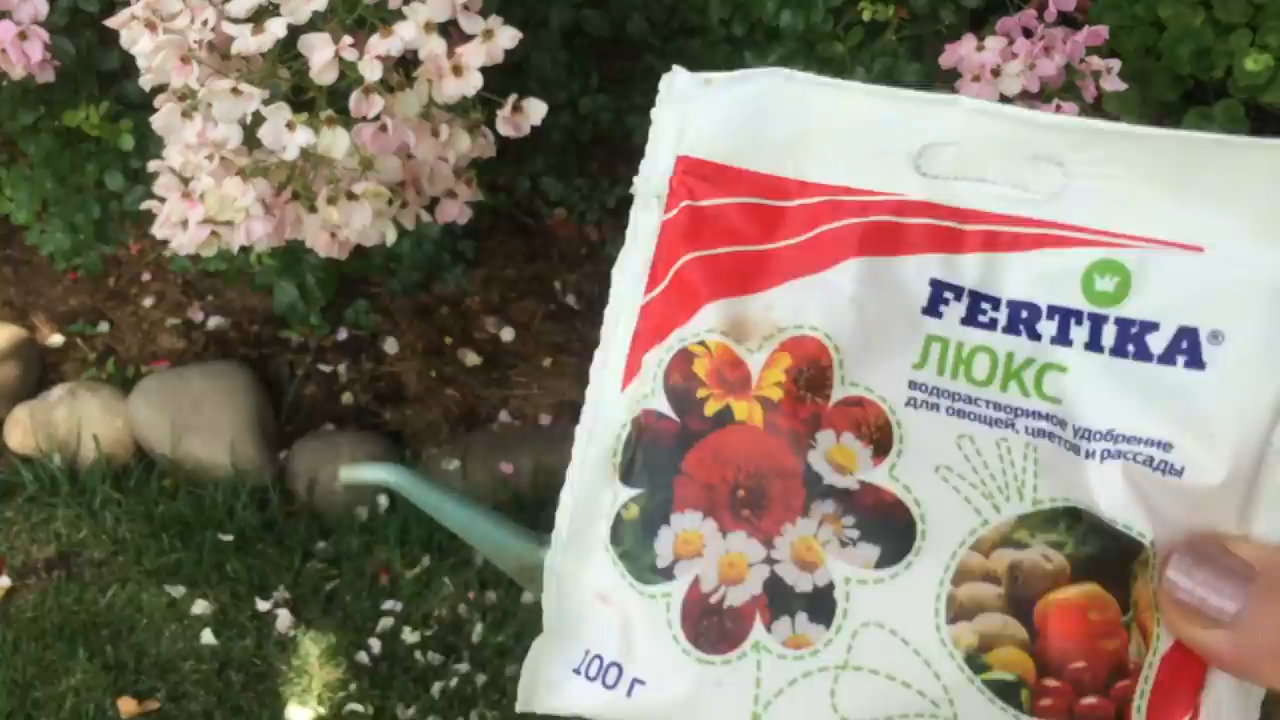 FERTIKA®
ЛЮКС
водорастворимое удобрение
для овощей, цветов и рассады
100 г